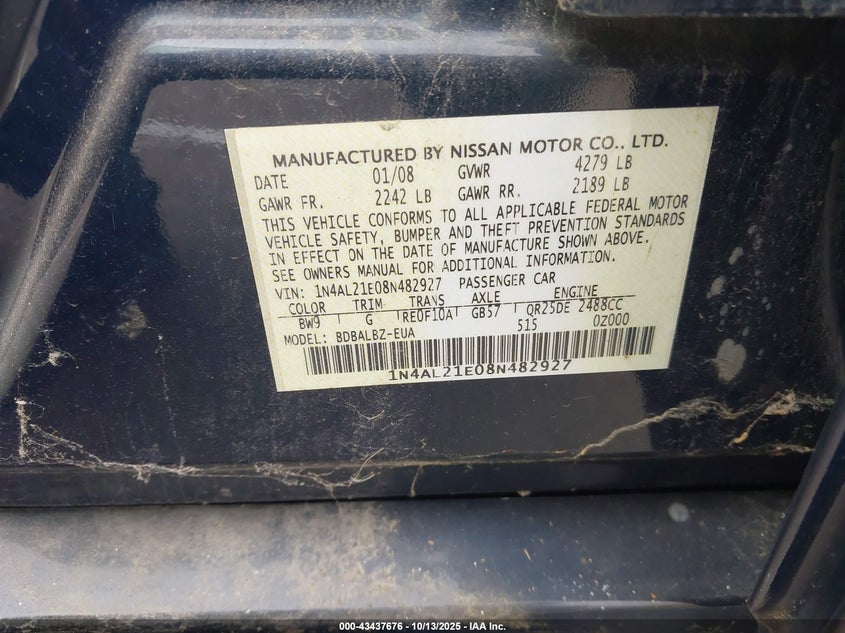 MANUFACTURED BY NISSAN MOTOR CO., LTD.
DATE 01/08 GVWR 4279 LB
GAWR FR. 2242 LB GAWR RR. 2189 LB
THIS VEHICLE CONFORMS TO ALL APPLICABLE FEDERAL MOTOR
VEHICLE SAFETY, BUMPER AND THEFT PREVENTION STANDARDS
IN EFFECT ON THE DATE OF MANUFACTURE SHOWN ABOVE.
SEE OWNERS MANUAL FOR ADDITIONAL INFORMATION.
VIN: 1N4AL21E08N482927 PASSENGER CAR
COLOR TRIM TRANS AXLE ENGINE
BW9 G RE0F10A GB57 QR25DE 2488CC
MODEL: BDBALBZ-EUA 515 0Z000
1N4AL21E08N482927
000-43437676 | 10/13/2025 - IAA Inc.